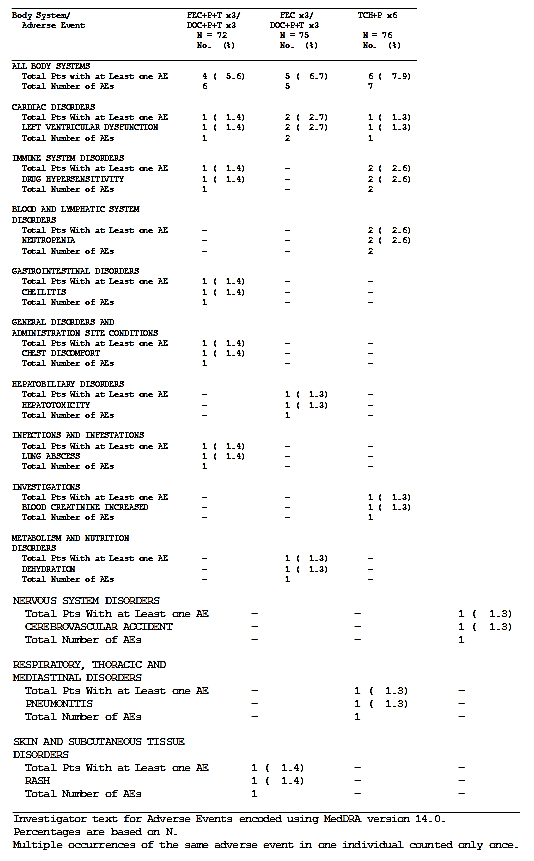 Body System/ FEC+P+T x3/ FEC x3/ TCH+P x6
Adverse Event DOC+P+T x3 DOC+P+T x3
N = 72 N = 75 N = 76
No. (%) No. (%) No. (%)
ALL BODY SYSTEMS
Total Pts with at Least one AE 4 ( 5.6) 5 ( 6.7) 6 ( 7.9)
Total Number of AEs 6 5 7
CARDIAC DISORDERS
Total Pts With at Least one AE 1 ( 1.4) 2 ( 2.7) 1 ( 1.3)
LEFT VENTRICULAR DYSFUNCTION 1 ( 1.4) 2 ( 2.7) 1 ( 1.3)
Total Number of AEs 1 2 1
IMMUNE SYSTEM DISORDERS
Total Pts With at Least one AE 1 ( 1.4) - 2 ( 2.6)
DRUG HYPERSENSITIVITY 1 ( 1.4) - 2 ( 2.6)
Total Number of AEs 1 - 2
BLOOD AND LYMPHATIC SYSTEM
DISORDERS
Total Pts With at Least one AE - - 2 ( 2.6)
NEUTROPENIA - - 2 ( 2.6)
Total Number of AEs - - 2
GASTROINTESTINAL DISORDERS
Total Pts With at Least one AE 1 ( 1.4) - -
CHEILITIS 1 ( 1.4) - -
Total Number of AEs 1 - -
GENERAL DISORDERS AND
ADMINISTRATION SITE CONDITIONS
Total Pts With at Least one AE 1 ( 1.4) - -
CHEST DISCOMFORT 1 ( 1.4) - -
Total Number of AEs 1 - -
HEPATOBILIARY DISORDERS
Total Pts With at Least one AE - 1 ( 1.3) -
HEPATOTOXICITY - 1 ( 1.3) -
Total Number of AEs - 1 -
INFECTIONS AND INFESTATIONS
Total Pts With at Least one AE 1 ( 1.4) - -
LUNG ABSCESS 1 ( 1.4) - -
Total Number of AEs 1 - -
INVESTIGATIONS
Total Pts With at Least one AE - - 1 ( 1.3)
BLOOD CREATININE INCREASED - - 1 ( 1.3)
Total Number of AEs - - 1
METABOLISM AND NUTRITION
DISORDERS
Total Pts With at Least one AE - 1 ( 1.3) -
DEHYDRATION - 1 ( 1.3) -
Total Number of AEs - 1 -
NERVOUS SYSTEM DISORDERS
Total Pts With at Least one AE - - 1 ( 1.3)
CEREBROVASCULAR ACCIDENT - - 1 ( 1.3)
Total Number of AEs - - 1
RESPIRATORY, THORACIC AND
MEDIASTINAL DISORDERS
Total Pts With at Least one AE - 1 ( 1.3) -
PNEUMONITIS - 1 ( 1.3) -
Total Number of AEs - 1 -
SKIN AND SUBCUTANEOUS TISSUE
DISORDERS
Total Pts With at Least one AE 1 ( 1.4) - -
RASH 1 ( 1.4) - -
Total Number of AEs 1 - -
Investigator text for Adverse Events encoded using MedDRA version 14.0.
Percentages are based on N.
Multiple occurrences of the same adverse event in one individual counted only once.